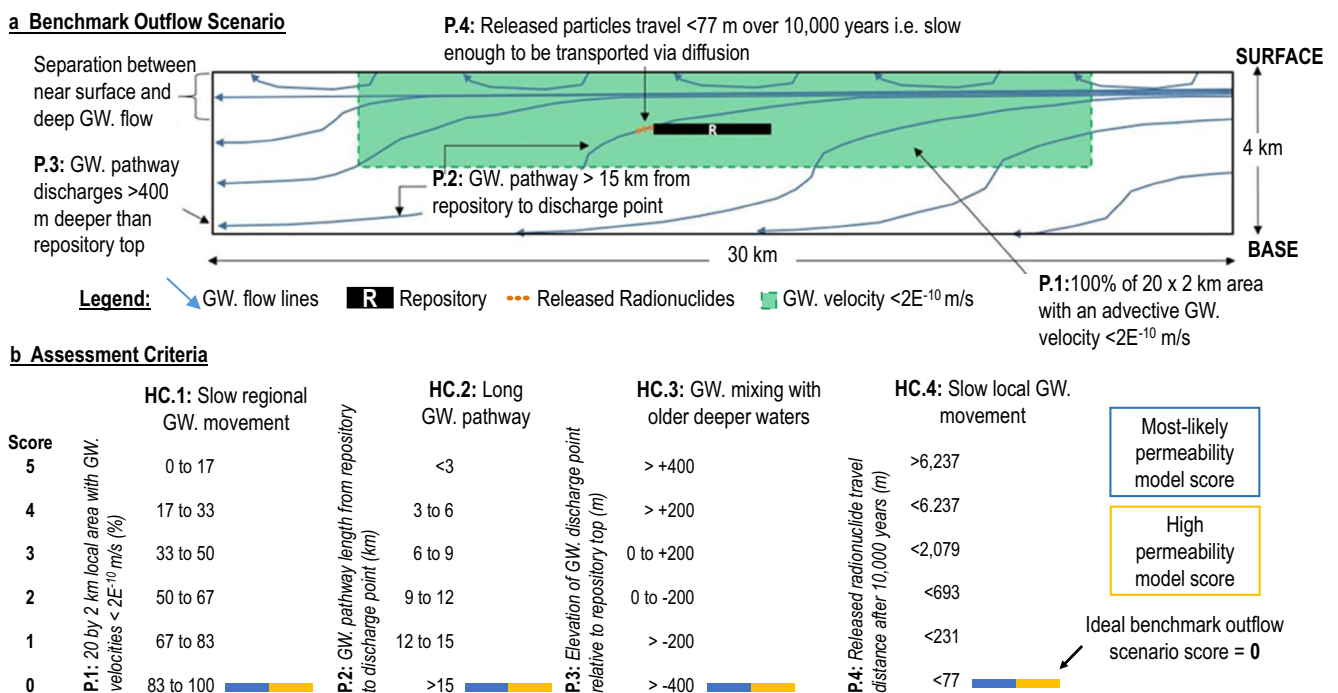 a Benchmark Outflow Scenario
P.4: Released particles travel <77 m over 10,000 years i.e. slow
enough to be transported via diffusion
Separation between
near surface and
deep GW. flow
SURFACE
R
4 km
P.3: GW. pathway
discharges >400
m deeper than
repository top
P.2: GW. pathway > 15 km from
repository to discharge point
BASE
30 km
P.1:100% of 20 x 2 km area
with an advective GW.
velocity <2E-10 m/s
Legend:
GW. flow lines
R
Repository
Released Radionuclides
GW. velocity <2E-10 m/s
b Assessment Criteria
Score
5
4
3
2
1
0
HC.1: Slow regional
GW. movement
P.1: 20 by 2 km local area with GW.
velocities < 2E-10 m/s (%)
0 to 17
17 to 33
33 to 50
50 to 67
67 to 83
83 to 100
HC.2: Long
GW. pathway
P.2: GW. pathway length from repository
to discharge point (km)
<3
3 to 6
6 to 9
9 to 12
12 to 15
>15
HC.3: GW. mixing with
older deeper waters
P.3: Elevation of GW. discharge point
relative to repository top (m)
> +400
> +200
0 to +200
0 to -200
> -200
> -400
HC.4: Slow local GW.
movement
P.4: Released radionuclide travel
distance after 10,000 years (m)
>6,237
<6.237
<2,079
<693
<231
<77
Most-likely
permeability
model score
High
permeability
model score
Ideal benchmark outflow
scenario score = 0